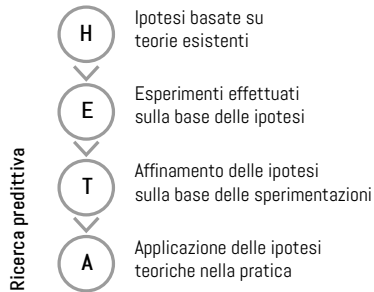 H
Ipotesi basate su
teorie esistenti
E
Esperimenti effettuati
sulla base delle ipotesi
T
Affinamento delle ipotesi
sulla base delle sperimentazioni
A
Applicazione delle ipotesi
teoriche nella pratica
Ricerca predittiva